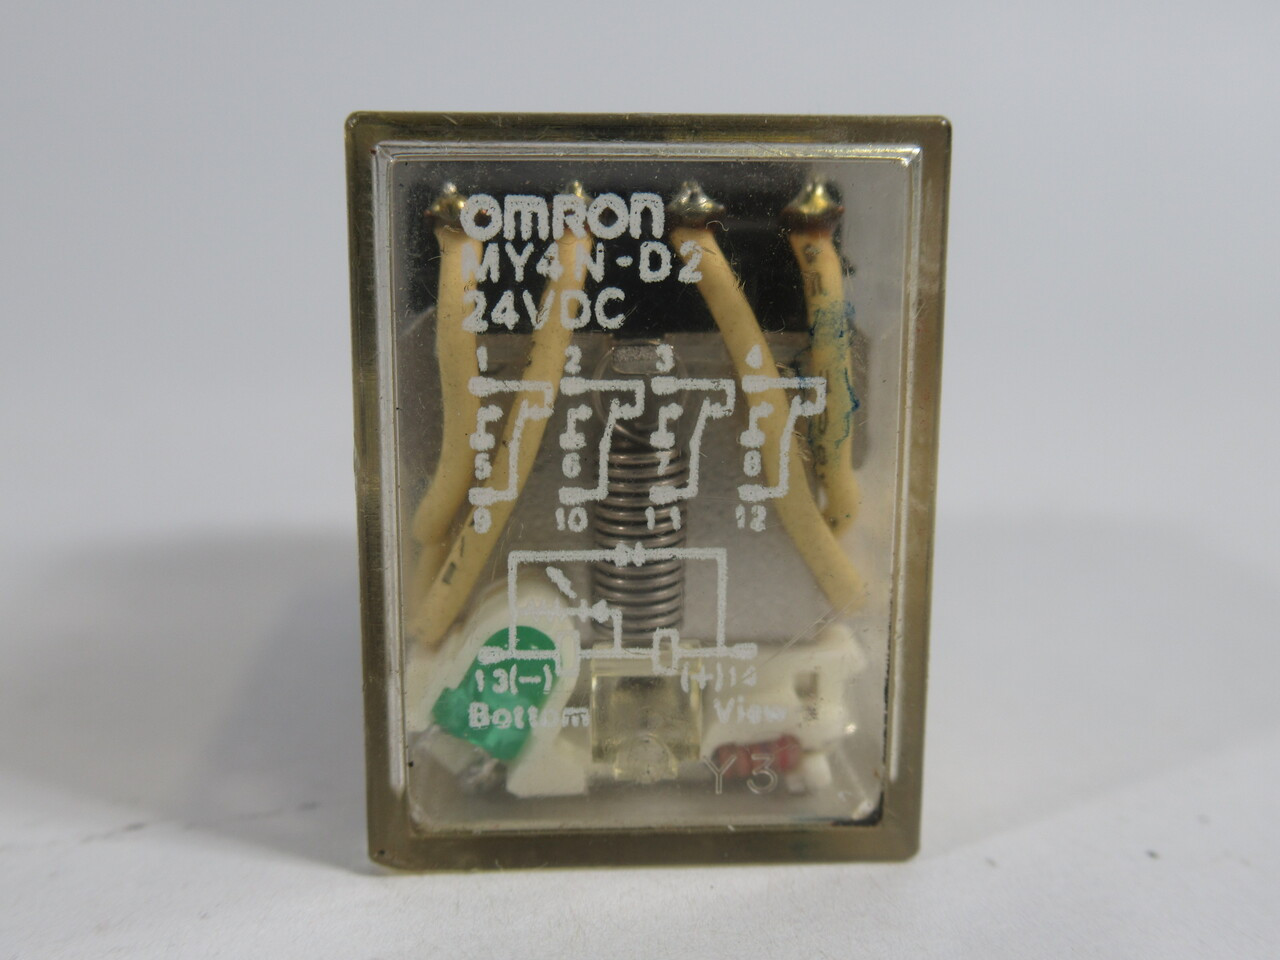 OMRON
MY4N-D2
24VDC
1 2 3 4
5 6 7 8
9 10 11 12
13(-) (+)14
Bottom View
Y3